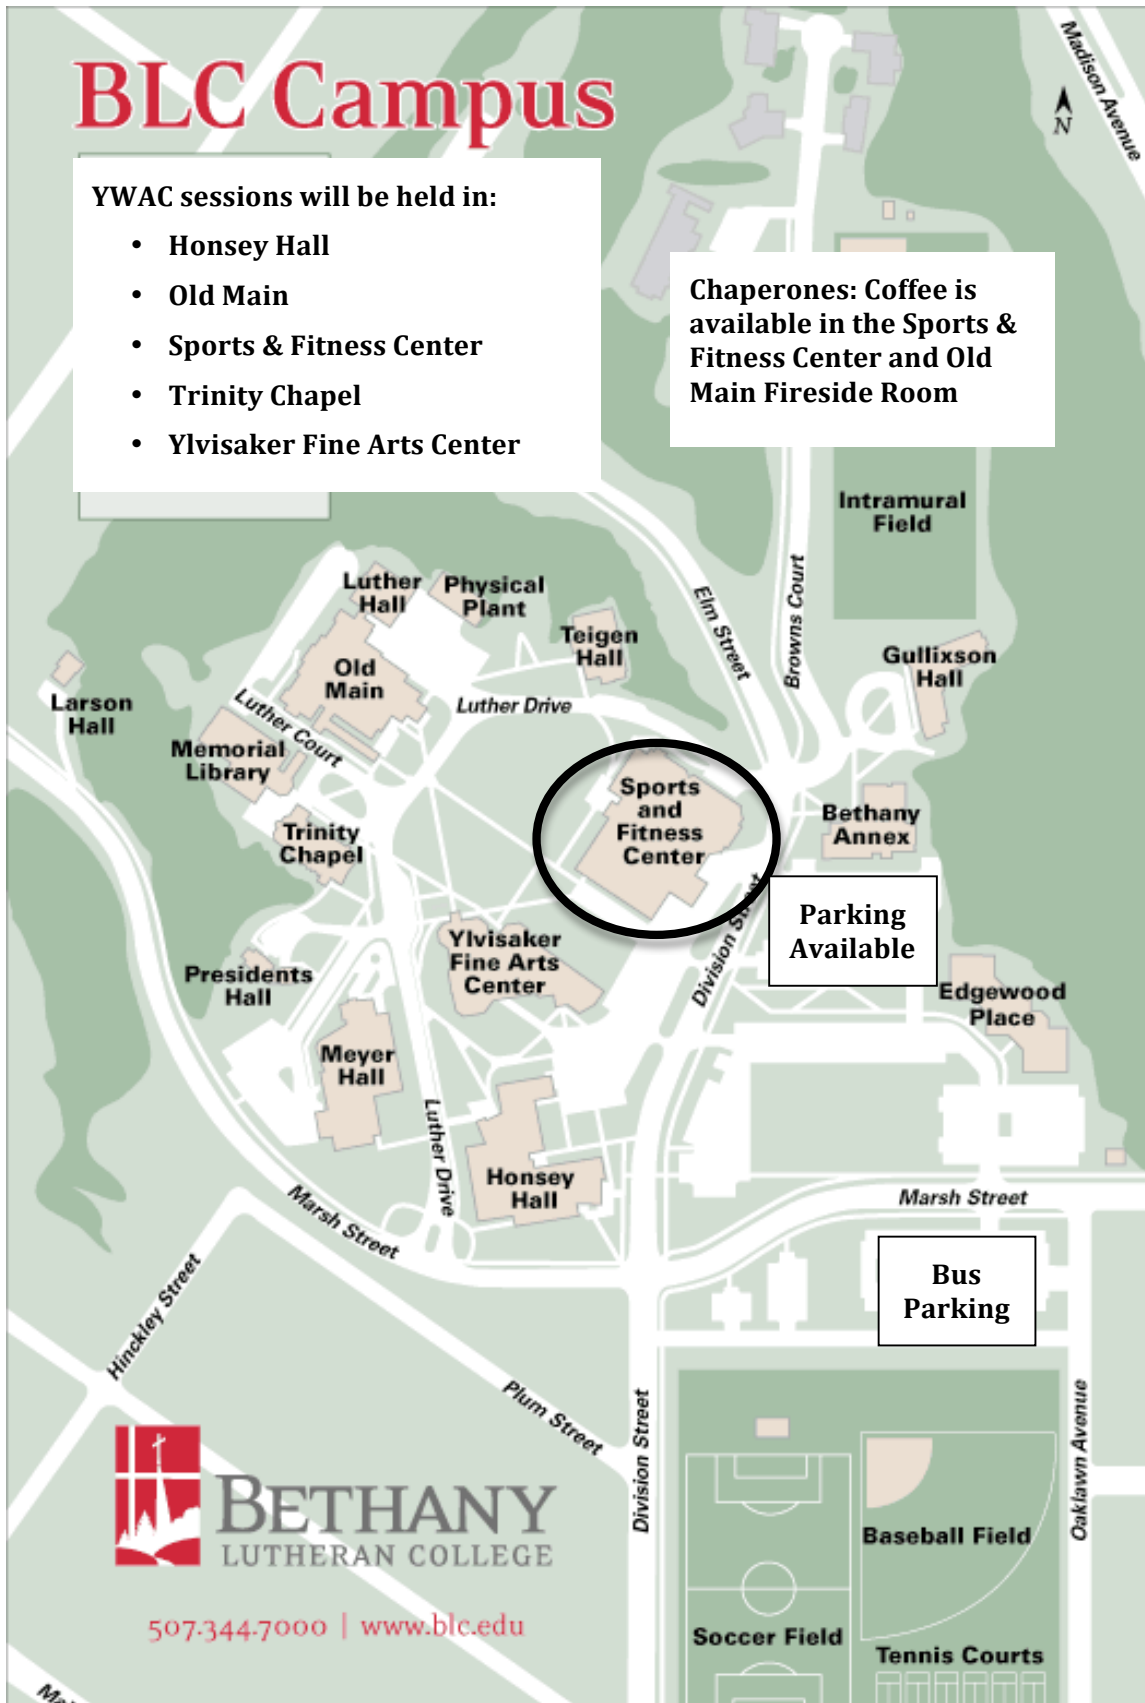 BLC Campus
YWAC sessions will be held in:
• Honsey Hall
• Old Main
• Sports & Fitness Center
• Trinity Chapel
• Ylvisaker Fine Arts Center
Madison Avenue
N
Chaperones: Coffee is
available in the Sports &
Fitness Center and Old
Main Fireside Room
Intramural
Field
Luther
Hall
Physical
Plant
Teigen
Hall
Elm Street
Browns Court
Gullixson
Hall
Old
Main
Larson
Hall
Luther Court
Luther Drive
Memorial
Library
Sports
and
Fitness
Center
Trinity
Chapel
Bethany
Annex
Parking
Available
Division Street
Ylvisaker
Fine Arts
Center
Presidents
Hall
Edgewood
Place
Meyer
Hall
Luther Drive
Honsey
Hall
Marsh Street
Marsh Street
Bus
Parking
Hinckley Street
Plum Street
Division Street
Oaklawn Avenue
BETHANY
LUTHERAN COLLEGE
507.344.7000 | www.blc.edu
Baseball Field
Soccer Field
Tennis Courts